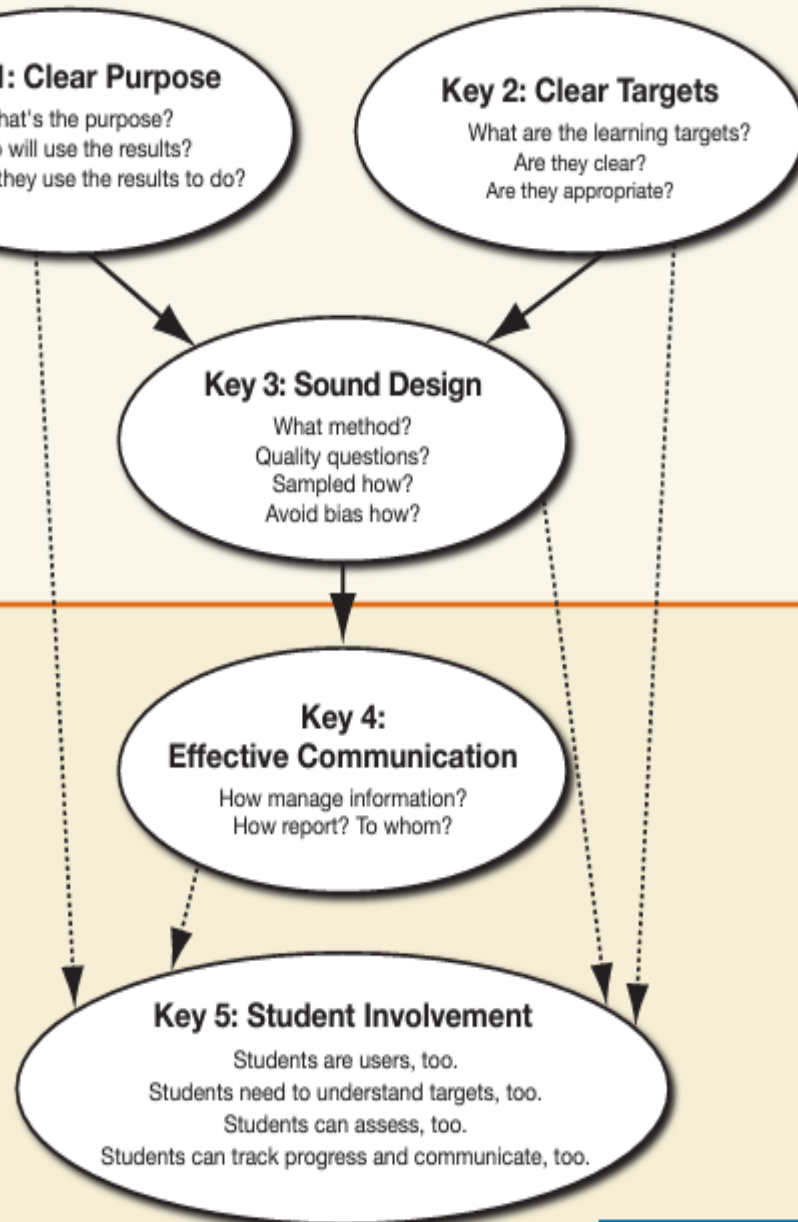 1: Clear Purpose
hat's the purpose?
o will use the results?
they use the results to do?
Key 2: Clear Targets
What are the learning targets?
Are they clear?
Are they appropriate?
Key 3: Sound Design
What method?
Quality questions?
Sampled how?
Avoid bias how?
Key 4:
Effective Communication
How manage information?
How report? To whom?
Key 5: Student Involvement
Students are users, too.
Students need to understand targets, too.
Students can assess, too.
Students can track progress and communicate, too.